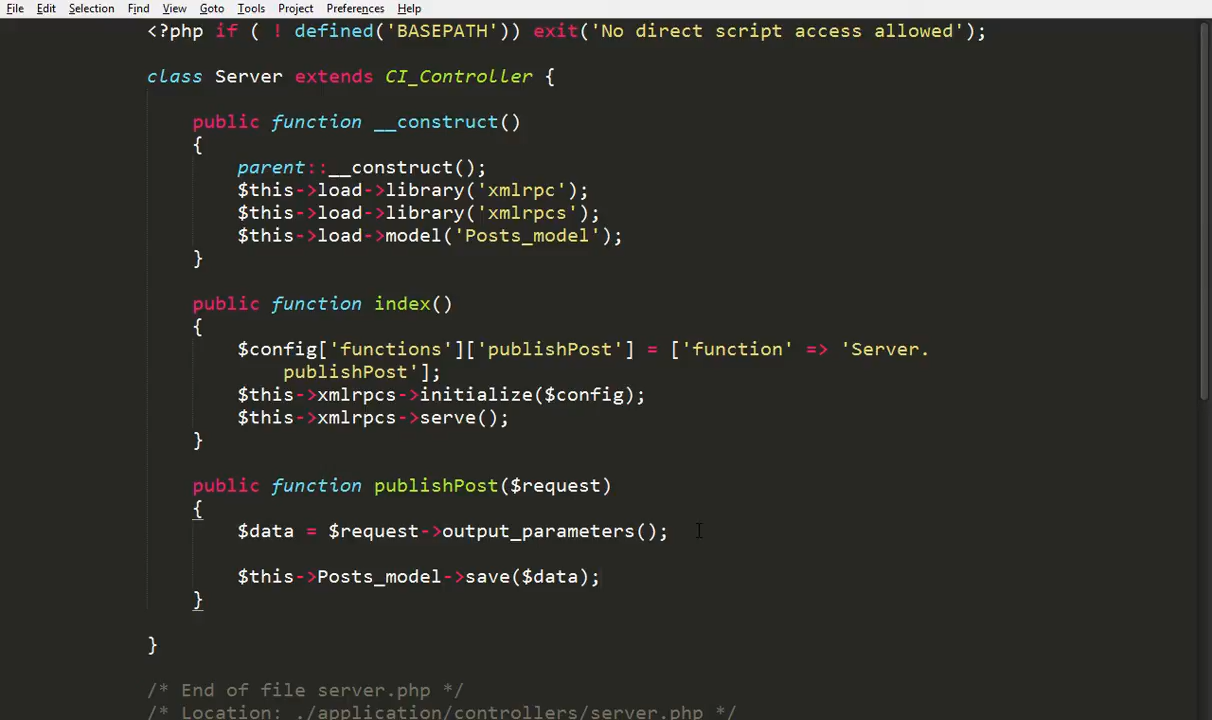 File Edit Selection Find View Goto Tools Project Preferences Help
<?php if ( ! defined('BASEPATH')) exit('No direct script access allowed');
class Server extends CI_Controller {
public function __construct()
{
parent::__construct();
$this->load->library('xmlrpc');
$this->load->library('xmlrpcs');
$this->load->model('Posts_model');
}
public function index()
{
$config['functions']['publishPost'] = ['function' => 'Server.
publishPost'];
$this->xmlrpcs->initialize($config);
$this->xmlrpcs->serve();
}
public function publishPost($request)
{
$data = $request->output_parameters();
$this->Posts_model->save($data);
}
}
/* End of file server.php */
/* Location: ./application/controllers/server.php */